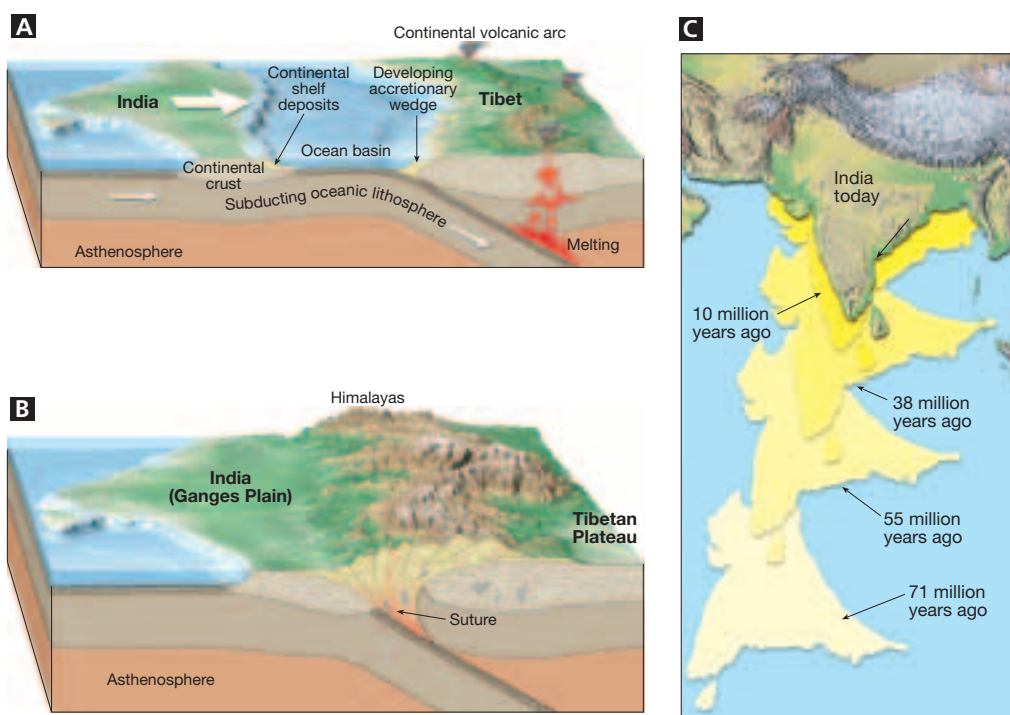 A
Continental volcanic arc
India
Continental
shelf
deposits
Developing
accretionary
wedge
Tibet
Ocean basin
Continental
crust
Subducting oceanic lithosphere
Asthenosphere
Melting
B
Himalayas
India
(Ganges Plain)
Tibetan
Plateau
Suture
Asthenosphere
C
India
today
10 million
years ago
38 million
years ago
55 million
years ago
71 million
years ago